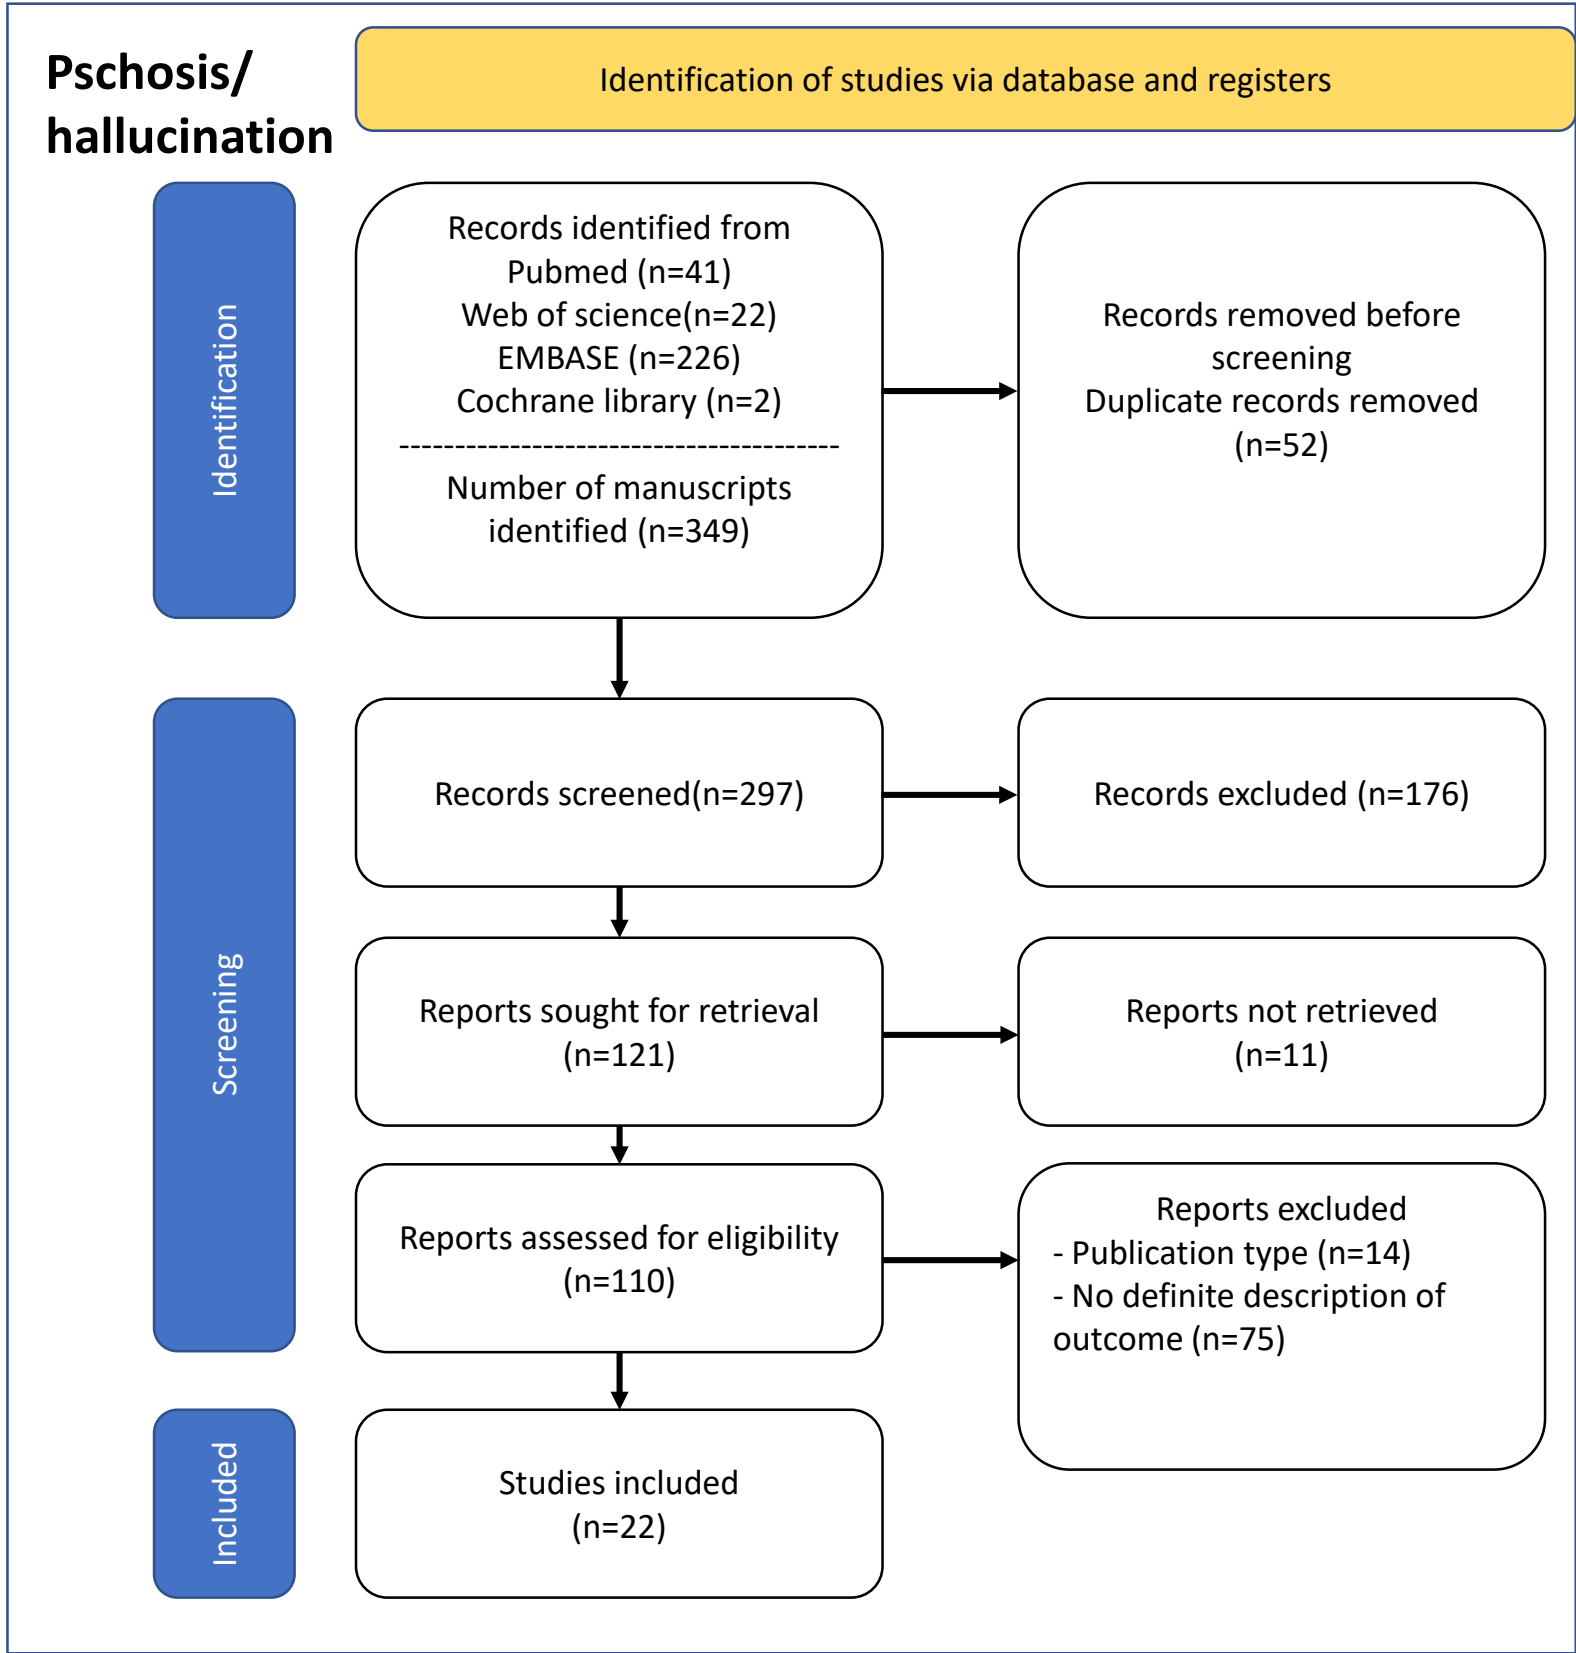 Pschosis/
hallucination
Identification of studies via database and registers
Identification
Records identified from
Pubmed (n=41)
Web of science(n=22)
EMBASE (n=226)
Cochrane library (n=2)
----------------------------------------
Number of manuscripts
identified (n=349)
Records removed before
screening
Duplicate records removed
(n=52)
Screening
Records screened(n=297)
Records excluded (n=176)
Reports sought for retrieval
(n=121)
Reports not retrieved
(n=11)
Reports assessed for eligibility
(n=110)
Reports excluded
- Publication type (n=14)
- No definite description of
outcome (n=75)
Included
Studies included
(n=22)